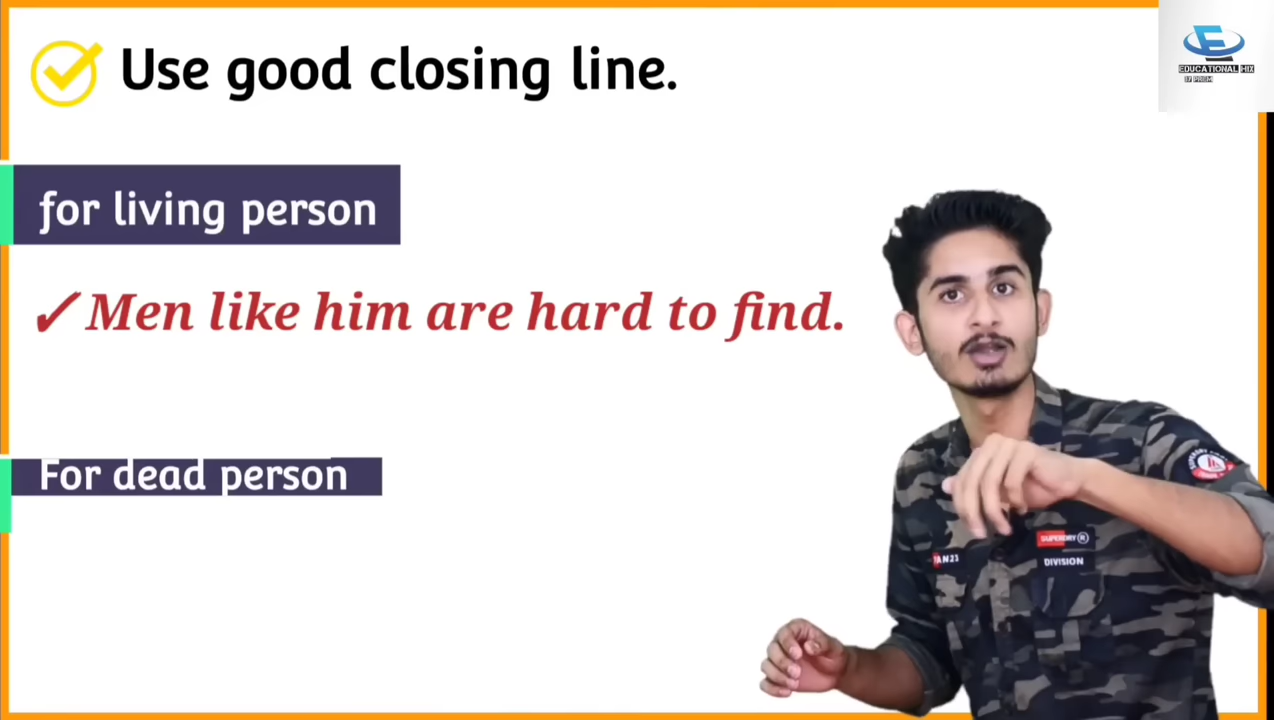 Use good closing line.
for living person
✓ Men like him are hard to find.
For dead person
E
EDUCATIONAL MIX
SUPERDRY®
DIVISION